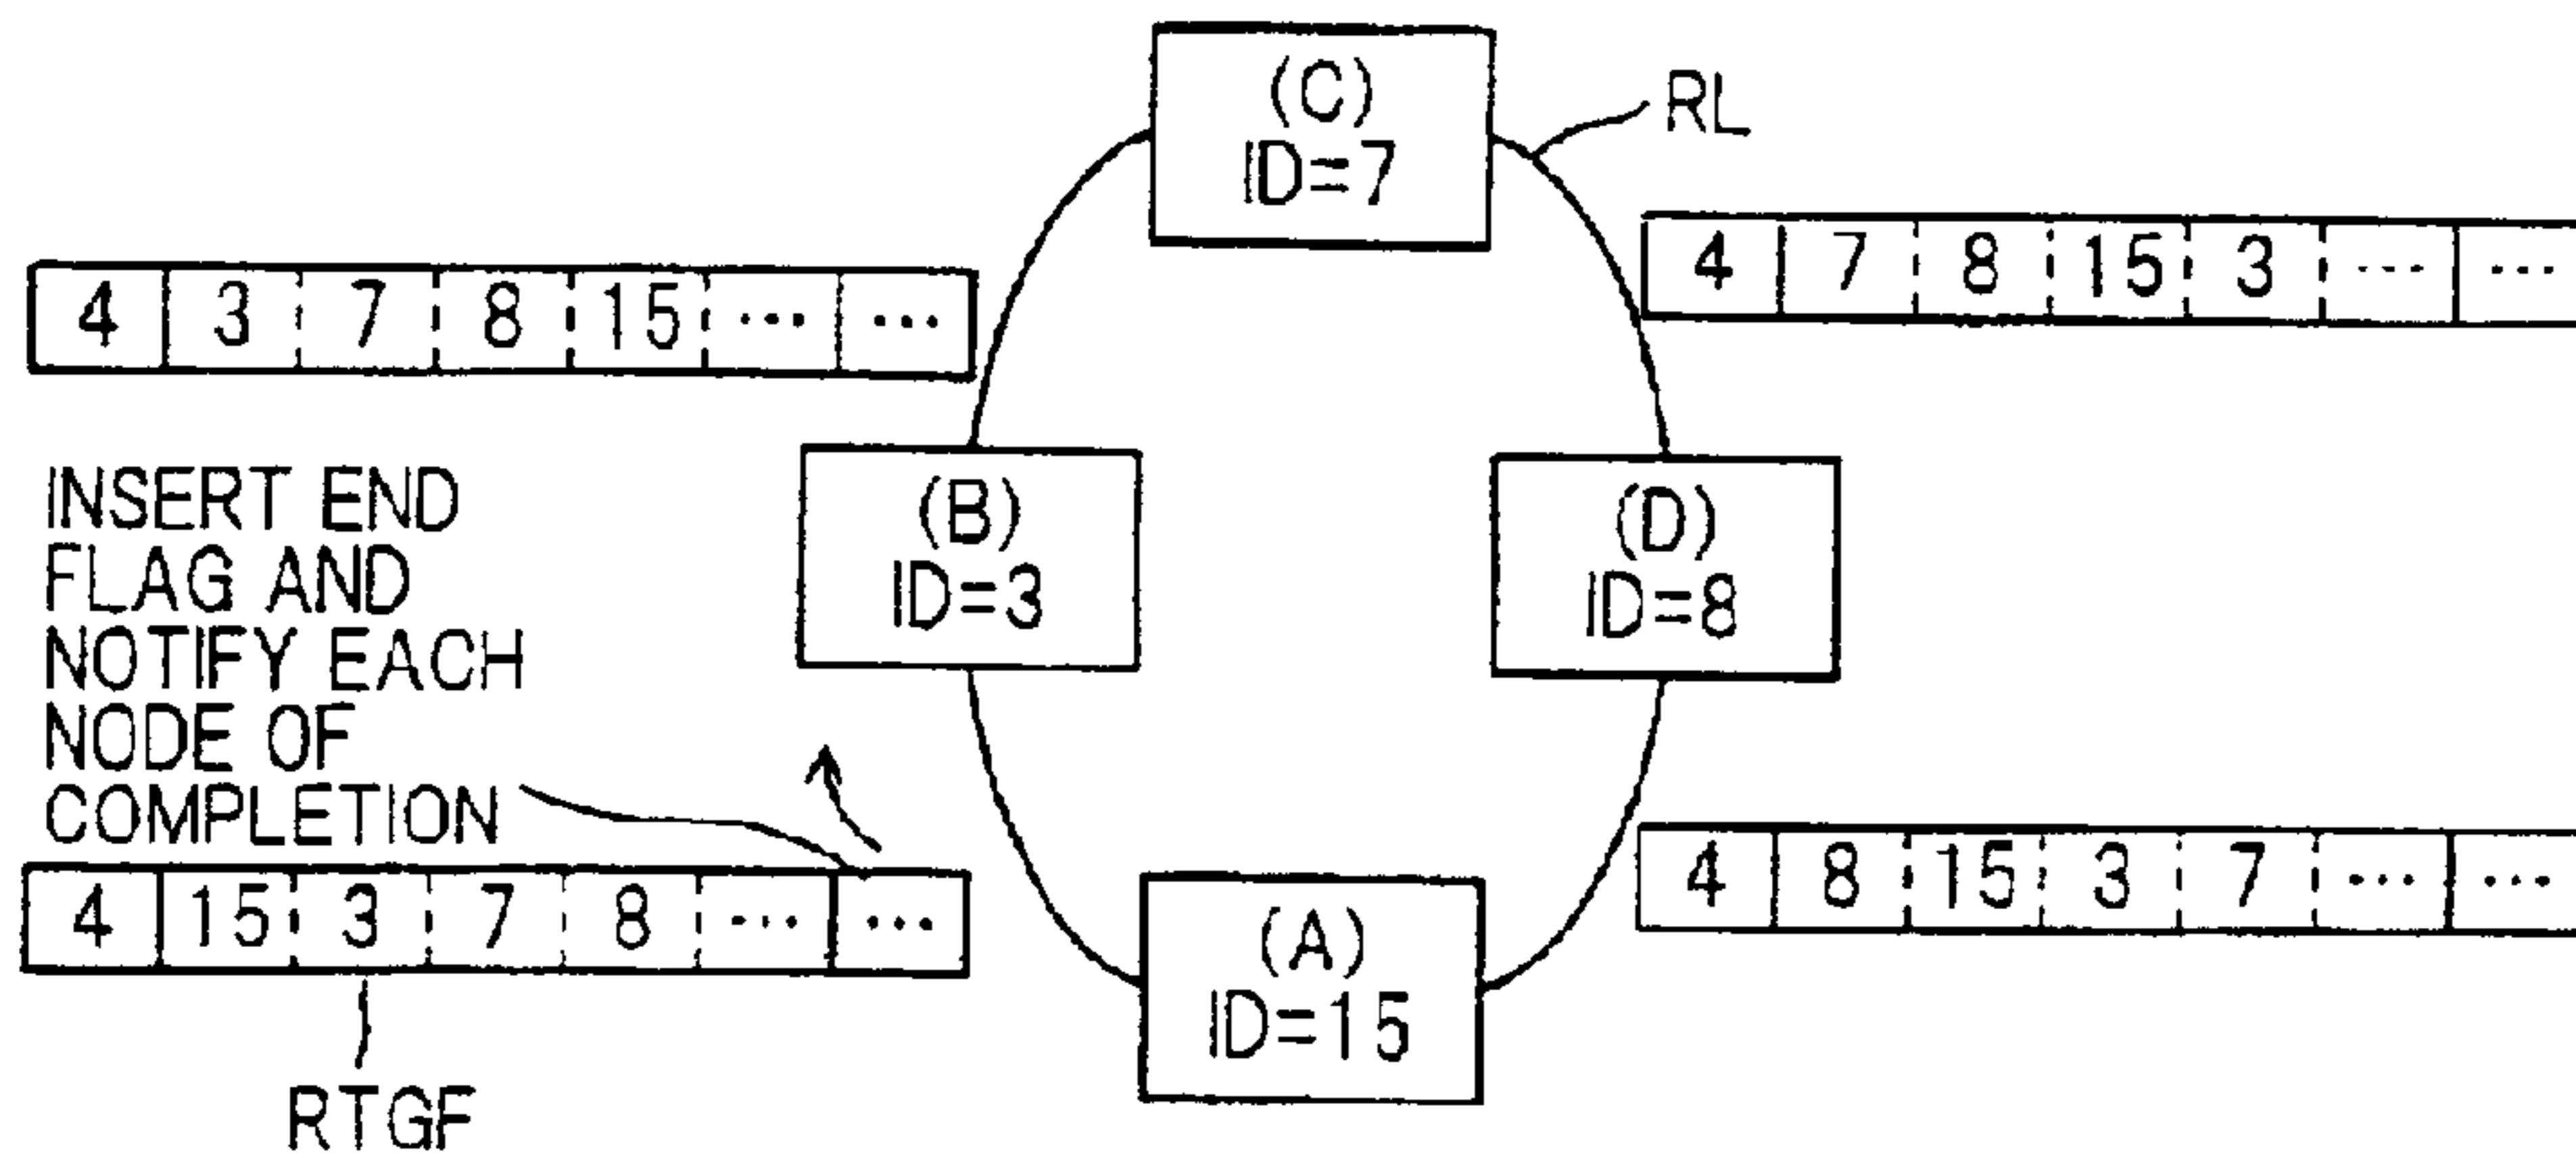 (C)
ID=7
RL
4 7 8 15 3 ... ...
4 3 7 8 15 ... ...
INSERT END
FLAG AND
NOTIFY EACH
NODE OF
COMPLETION
(B)
ID=3
(D)
ID=8
4 15 3 7 8 ... ...
RTGF
(A)
ID=15
4 8 15 3 7 ... ...